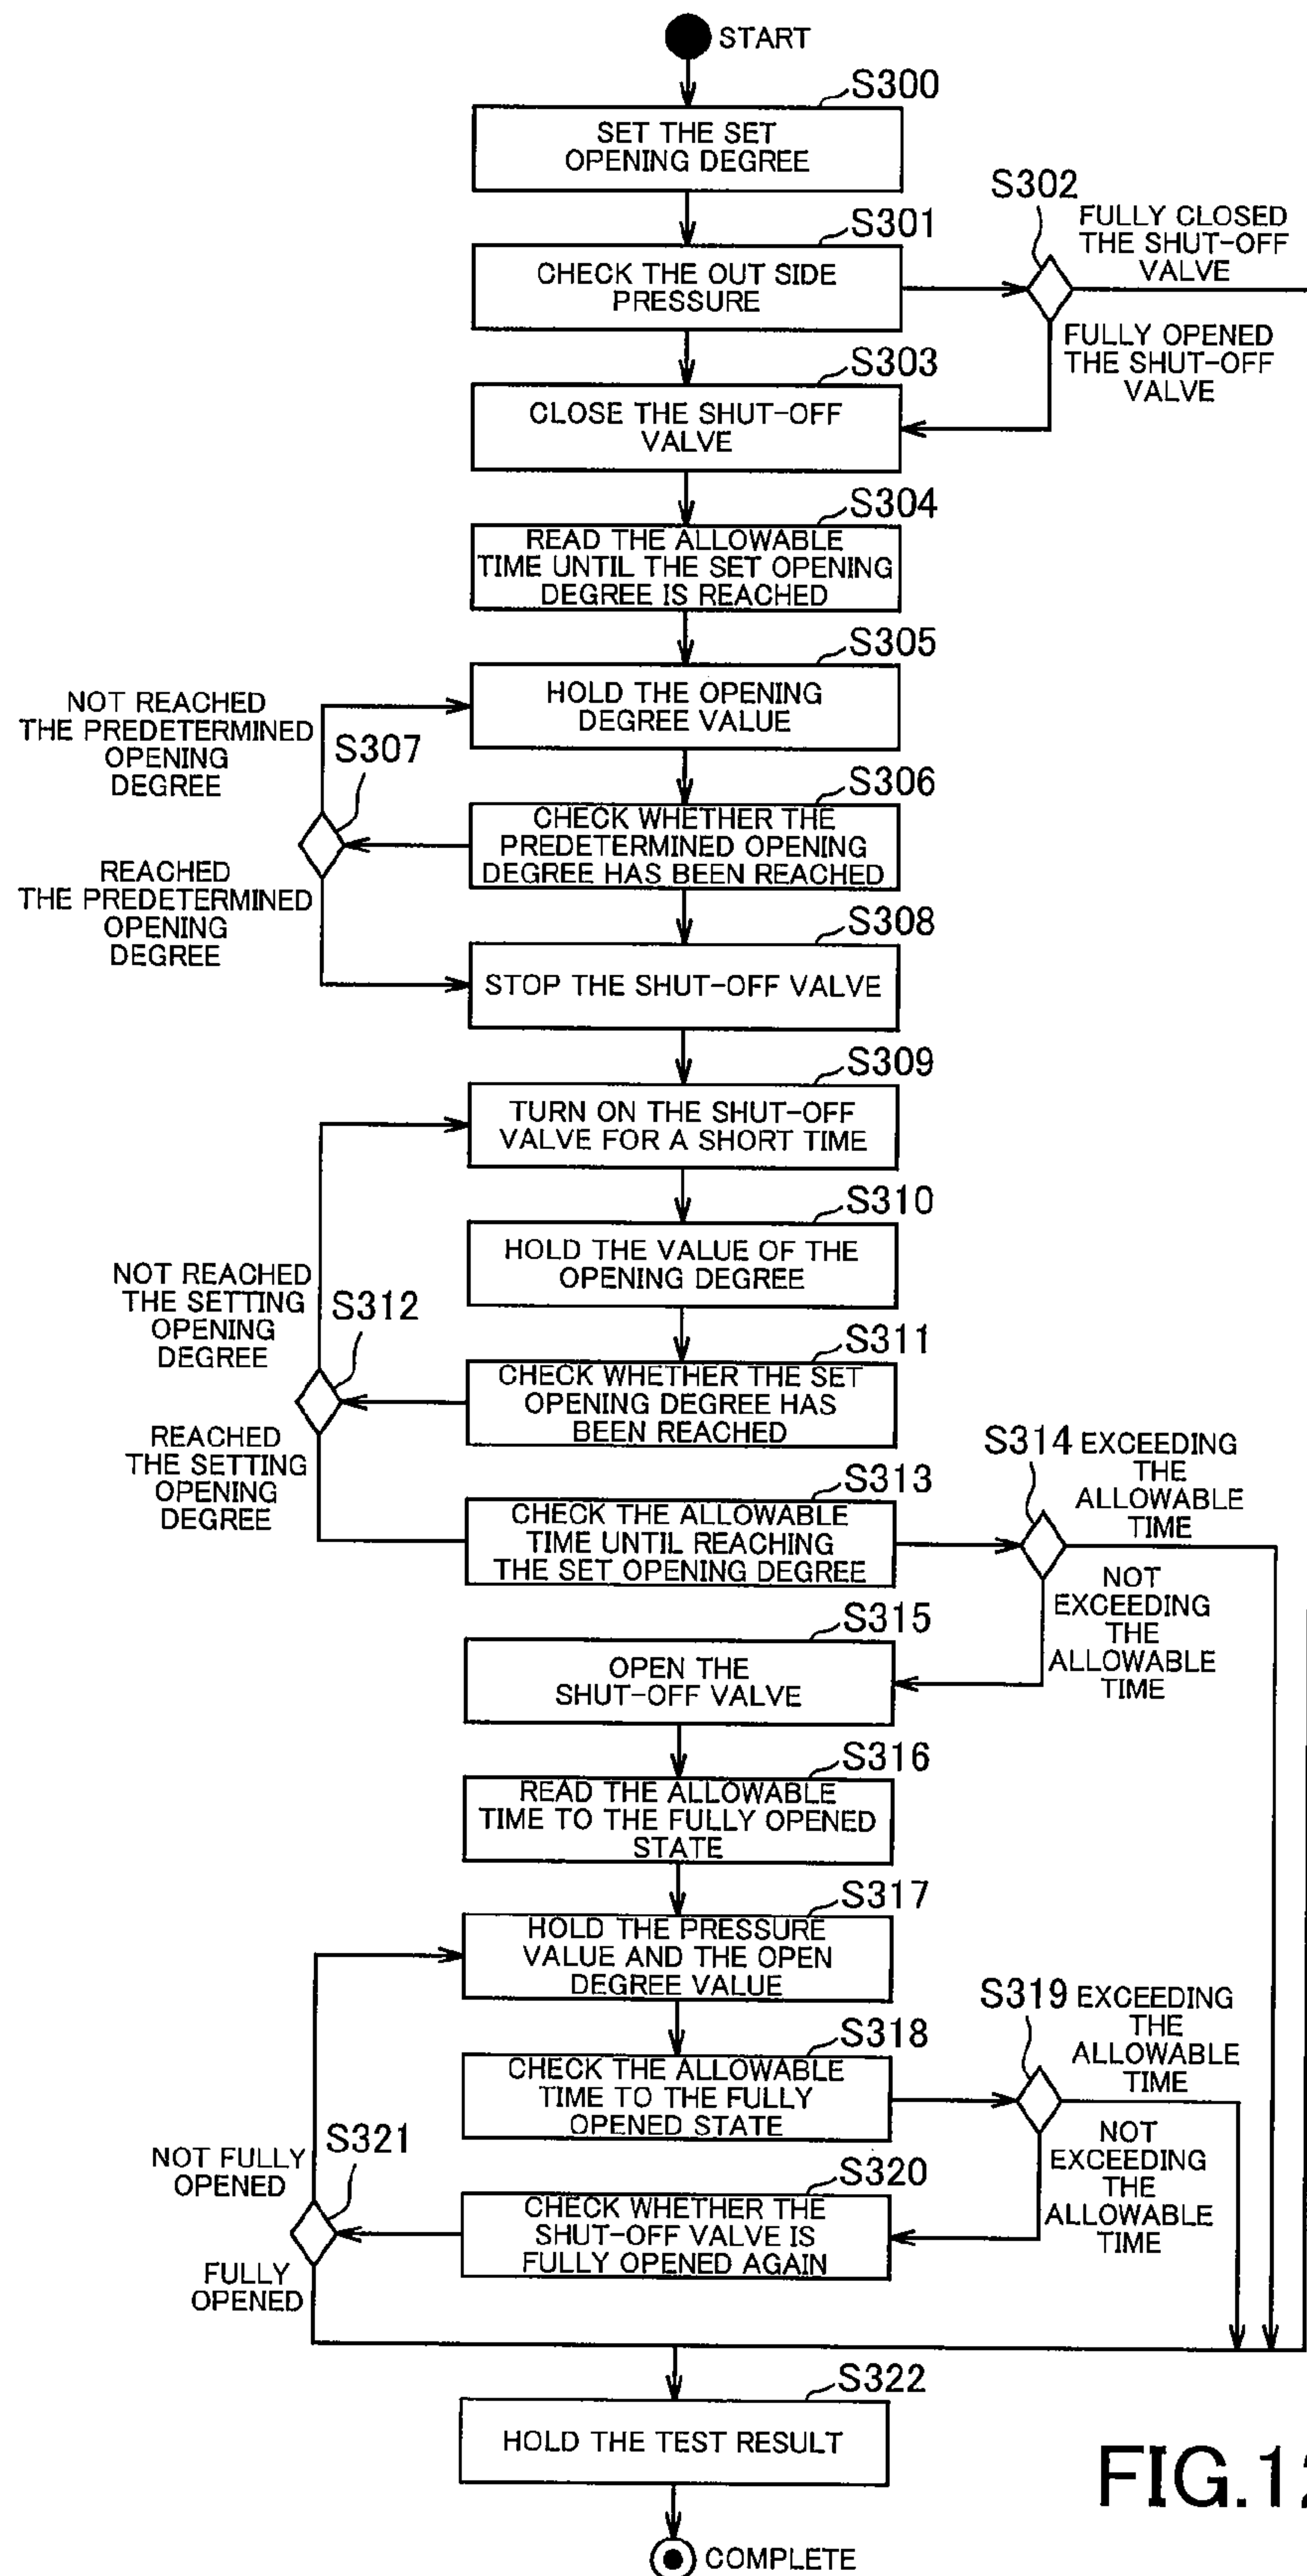 START
S300
SET THE SET
OPENING DEGREE
S301
CHECK THE OUT SIDE
PRESSURE
S302
FULLY CLOSED
THE SHUT-OFF
VALVE
FULLY OPENED
THE SHUT-OFF
VALVE
S303
CLOSE THE SHUT-OFF
VALVE
S304
READ THE ALLOWABLE
TIME UNTIL THE SET OPENING
DEGREE IS REACHED
S305
HOLD THE OPENING
DEGREE VALUE
NOT REACHED
THE PREDETERMINED
OPENING
DEGREE
S307
S306
CHECK WHETHER THE
PREDETERMINED OPENING
DEGREE HAS BEEN REACHED
REACHED
THE PREDETERMINED
OPENING
DEGREE
S308
STOP THE SHUT-OFF VALVE
S309
TURN ON THE SHUT-OFF
VALVE FOR A SHORT TIME
S310
HOLD THE VALUE OF THE
OPENING DEGREE
NOT REACHED
THE SETTING
OPENING
DEGREE
S312
S311
CHECK WHETHER THE SET
OPENING DEGREE HAS
BEEN REACHED
REACHED
THE SETTING
OPENING
DEGREE
S313
CHECK THE ALLOWABLE
TIME UNTIL REACHING
THE SET OPENING DEGREE
S314 EXCEEDING
THE
ALLOWABLE
TIME
NOT
EXCEEDING
THE
ALLOWABLE
TIME
S315
OPEN THE
SHUT-OFF VALVE
S316
READ THE ALLOWABLE
TIME TO THE FULLY OPENED
STATE
S317
HOLD THE PRESSURE
VALUE AND THE OPEN
DEGREE VALUE
S318
CHECK THE ALLOWABLE
TIME TO THE FULLY
OPENED STATE
S319 EXCEEDING
THE
ALLOWABLE
TIME
NOT
EXCEEDING
THE
ALLOWABLE
TIME
NOT FULLY
OPENED
S321
S320
CHECK WHETHER THE
SHUT-OFF VALVE IS
FULLY OPENED AGAIN
FULLY
OPENED
S322
HOLD THE TEST RESULT
FIG.12
COMPLETE